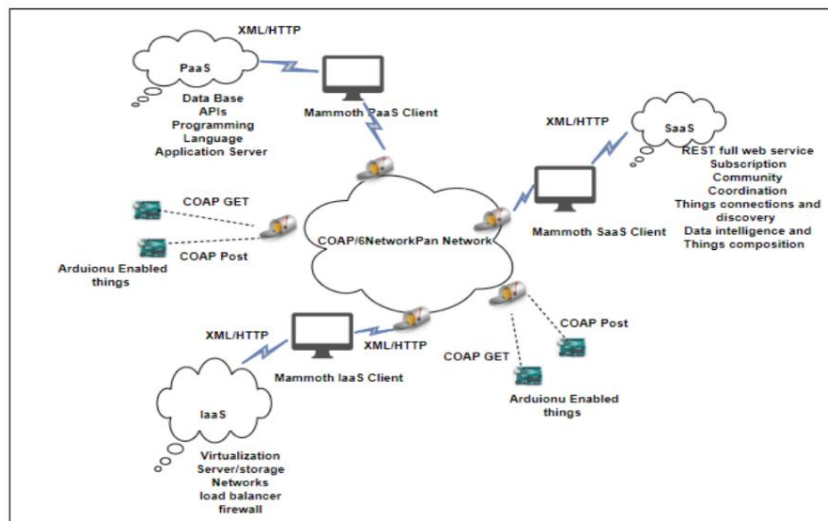 XML/HTTP
PaaS
Data Base
APIs
Programming
Language
Application Server
Mammoth PaaS Client
XML/HTTP
SaaS
REST full web service
Subscription
Community
Coordination
Things connections and
discovery
Data intelligence and
Things composition
Mammoth SaaS Client
COAP GET
COAP Post
Arduionu Enabled
things
COAP/6NetworkPan Network
XML/HTTP
XML/HTTP
Mammoth IaaS Client
IaaS
Virtualization
Server/storage
Networks
load balancer
firewall
COAP Post
COAP GET
Arduionu Enabled
things